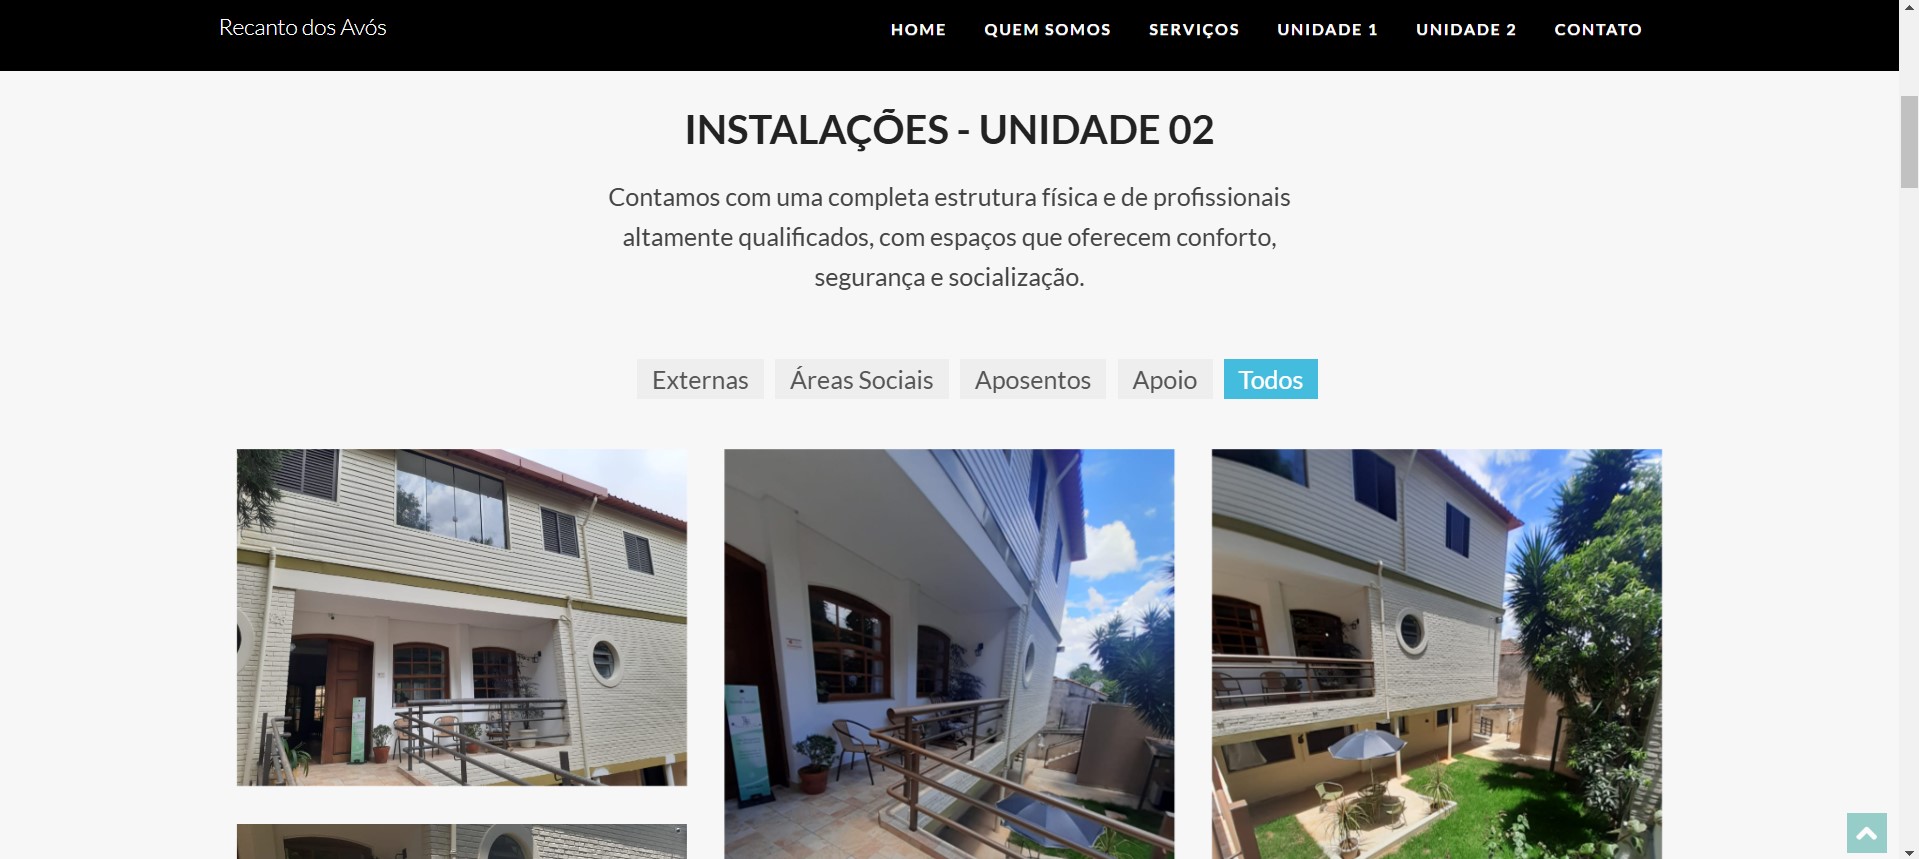 Recanto dos Avós
HOME QUEM SOMOS SERVIÇOS UNIDADE 1 UNIDADE 2 CONTATO
INSTALAÇÕES - UNIDADE 02
Contamos com uma completa estrutura física e de profissionais
altamente qualificados, com espaços que oferecem conforto,
segurança e socialização.
Externas Áreas Sociais Aposentos Apoio Todos